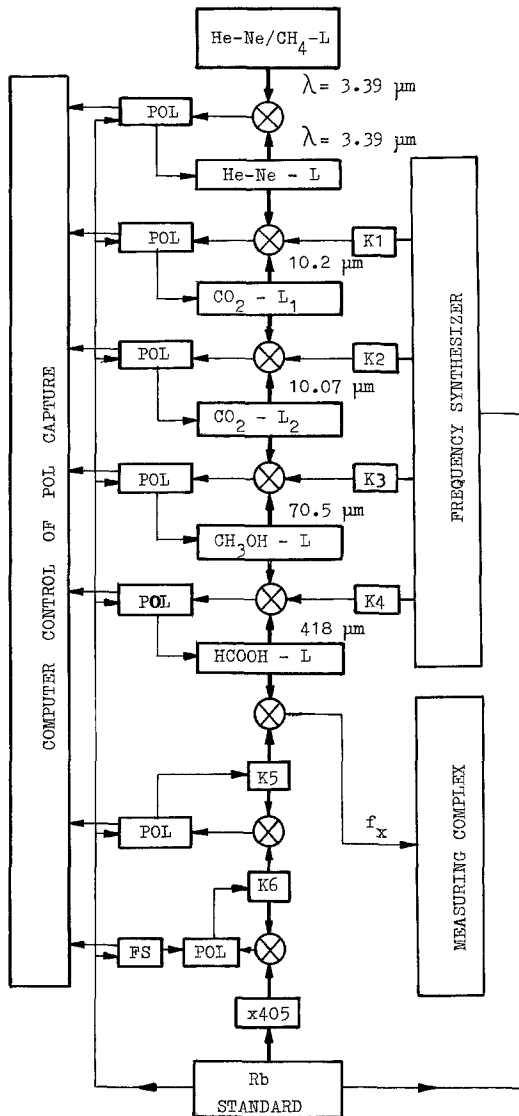 He-Ne/CH₄-L
λ = 3.39 µm
POL
λ = 3.39 µm
He-Ne - L
POL
K1
10.2 µm
CO₂ - L₁
POL
K2
10.07 µm
CO₂ - L₂
POL
K3
70.5 µm
CH₃OH - L
POL
K4
418 µm
HCOOH - L
K5
POL
f_x
K6
FS
POL
x405
Rb
STANDARD
COMPUTER CONTROL OF POL CAPTURE
FREQUENCY SYNTHESIZER
MEASURING COMPLEX